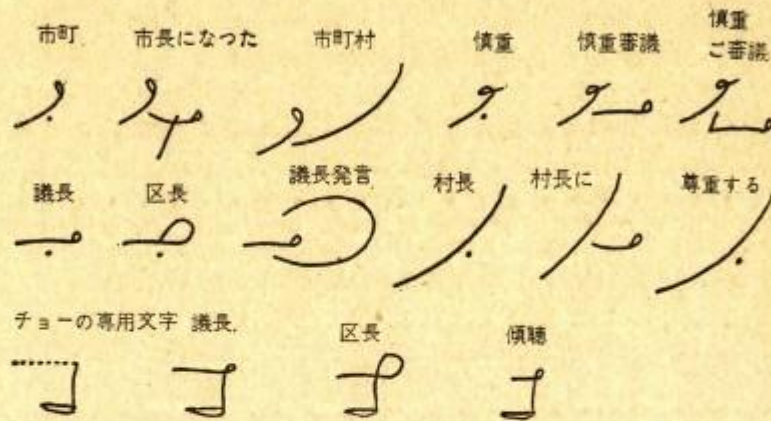 市町 市長になった 市町村 慎重 慎重審議 慎重
ご審議
議長 区長 議長発言 村長 村長に 尊重する
チョーの専用文字 議長. 区長 傾聴